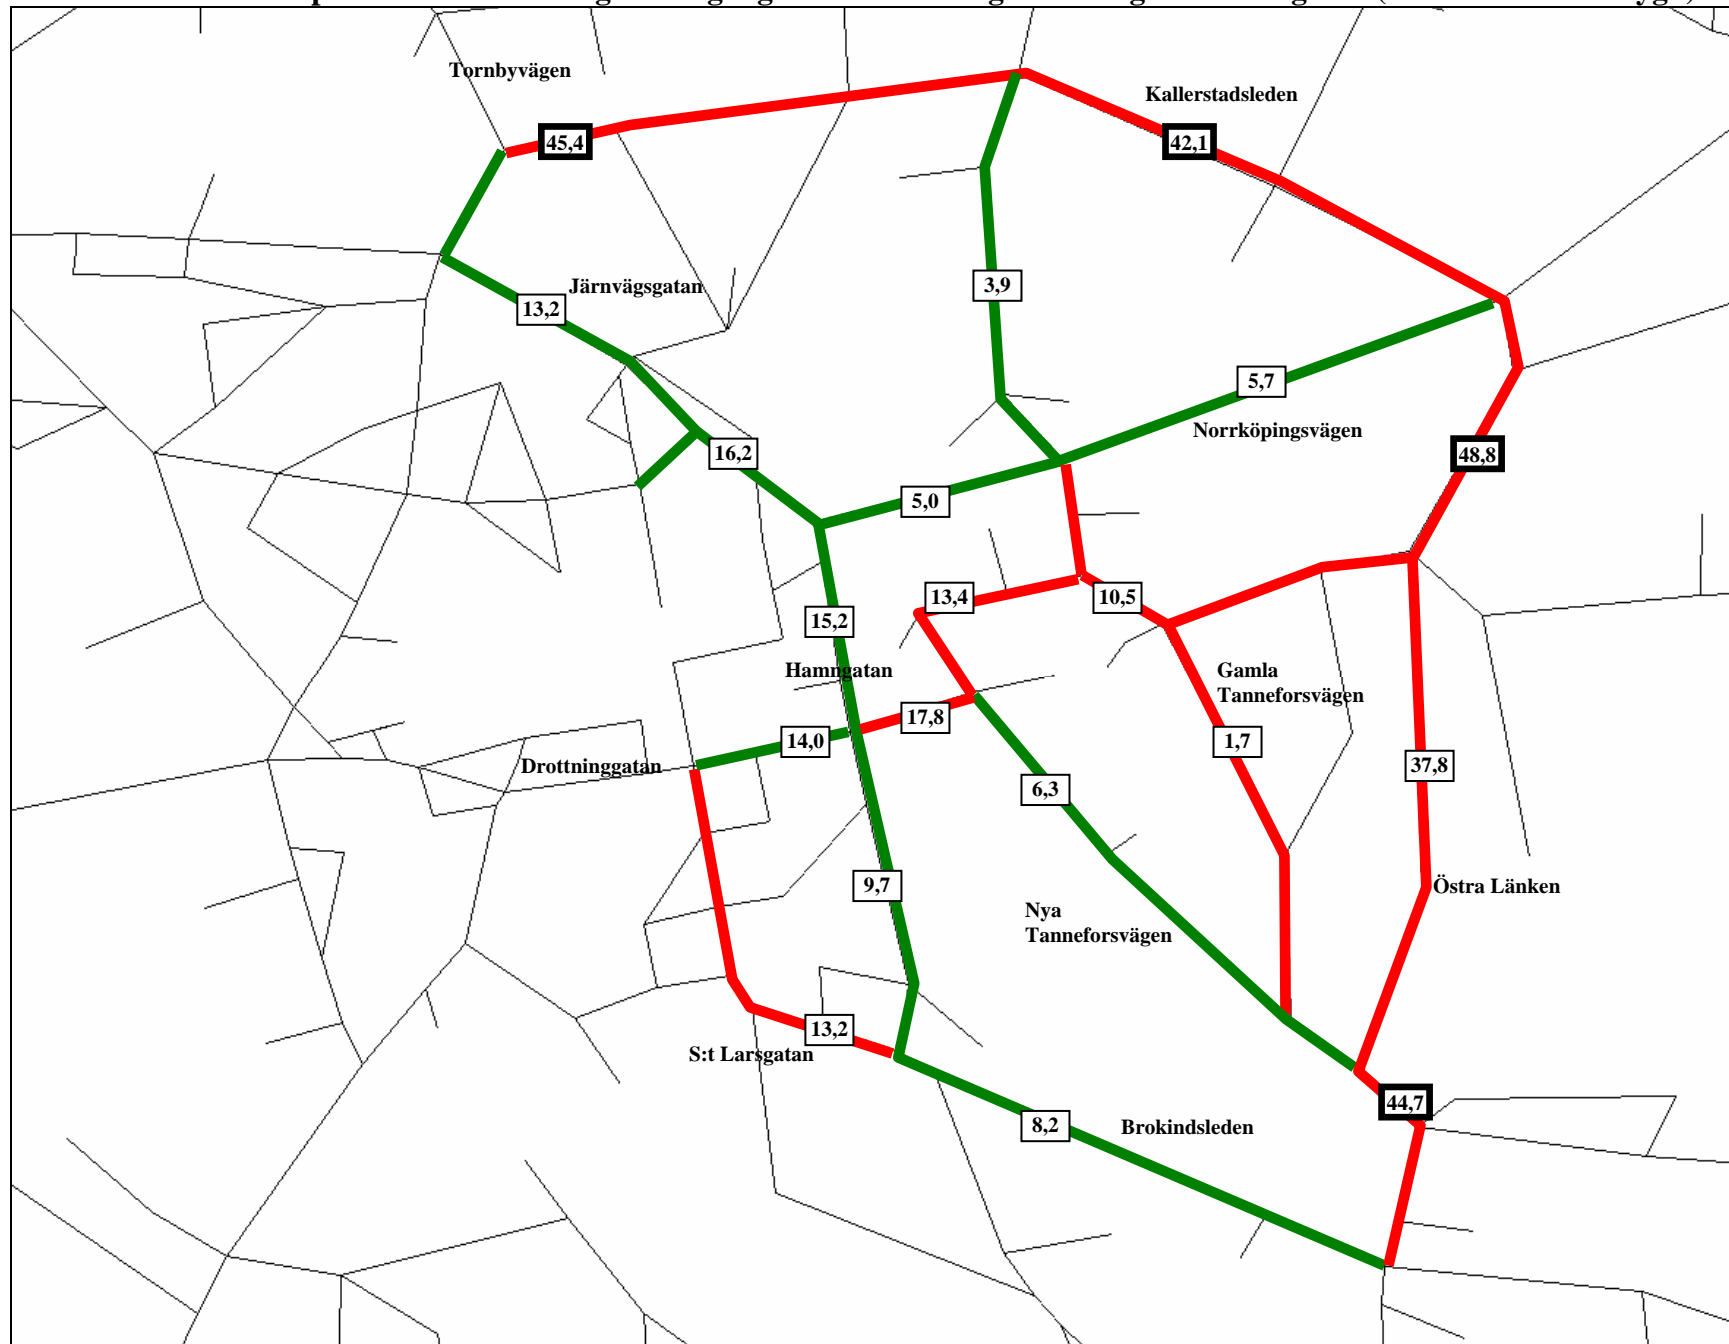 Tornbyvägen
Kallerstadsleden
45,4
42,1
Järnvägsgatan
3,9
13,2
5,7
Norrköpingsvägen
16,2
48,8
5,0
13,4
10,5
15,2
Hamngatan
Gamla
Tanneforsvägen
17,8
14,0
1,7
Drottninggatan
37,8
6,3
9,7
Östra Länken
Nya
Tanneforsvägen
13,2
S:t Larsgatan
44,7
8,2
Brokindsleden